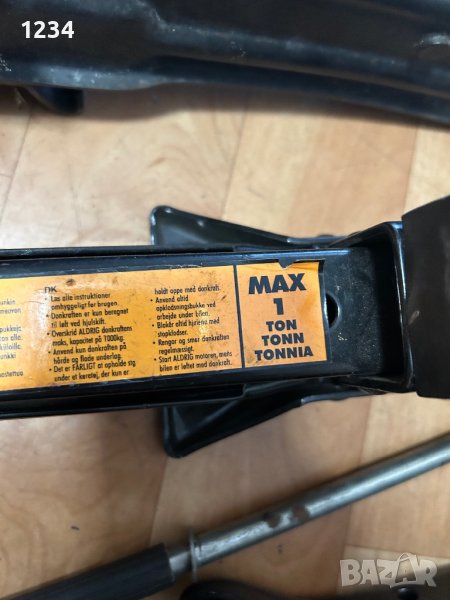 1234
DK
• Læs alle instruktioner
omhyggeligt før brugen.
• Donkraften er kun beregnet
til løft ved hjulskift.
• Overskrid ALDRIG donkraftens
maks, kapacitet på 1000kg.
• Anvend kun donkraften på
hårde og flade underlag.
• Det er FARLIGT at opholde sig
under et køretøj, der kun er
holdt oppe med donkraft.
• Anvend altid
opklodsningsbukke ved
arbejde under bilen.
• Blokér altid hjulene med
stopklodser.
• Rengør og smør donkraften
regelmæssigt.
• Start ALDRIG motoren, mens
bilen er løftet med donkraft.
MAX
1
TON
TONN
TONNIA
BAZAR